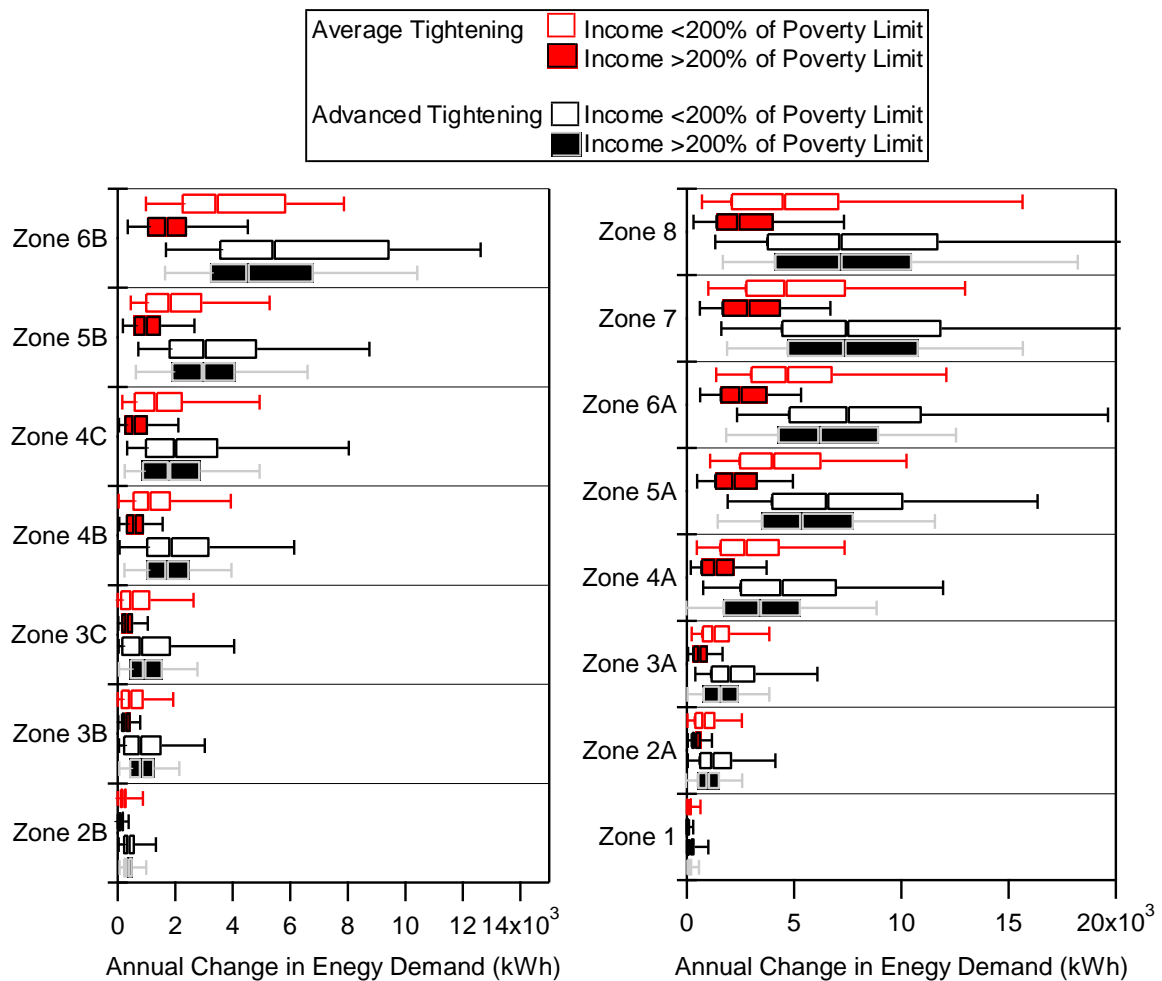 Average Tightening Income <200% of Poverty Limit
Income >200% of Poverty Limit
Advanced Tightening Income <200% of Poverty Limit
Income >200% of Poverty Limit
Zone 6B
Zone 5B
Zone 4C
Zone 4B
Zone 3C
Zone 3B
Zone 2B
0 2 4 6 8 10 12 14x10³
Annual Change in Enegy Demand (kWh)
Zone 8
Zone 7
Zone 6A
Zone 5A
Zone 4A
Zone 3A
Zone 2A
Zone 1
0 5 10 15 20x10³
Annual Change in Enegy Demand (kWh)